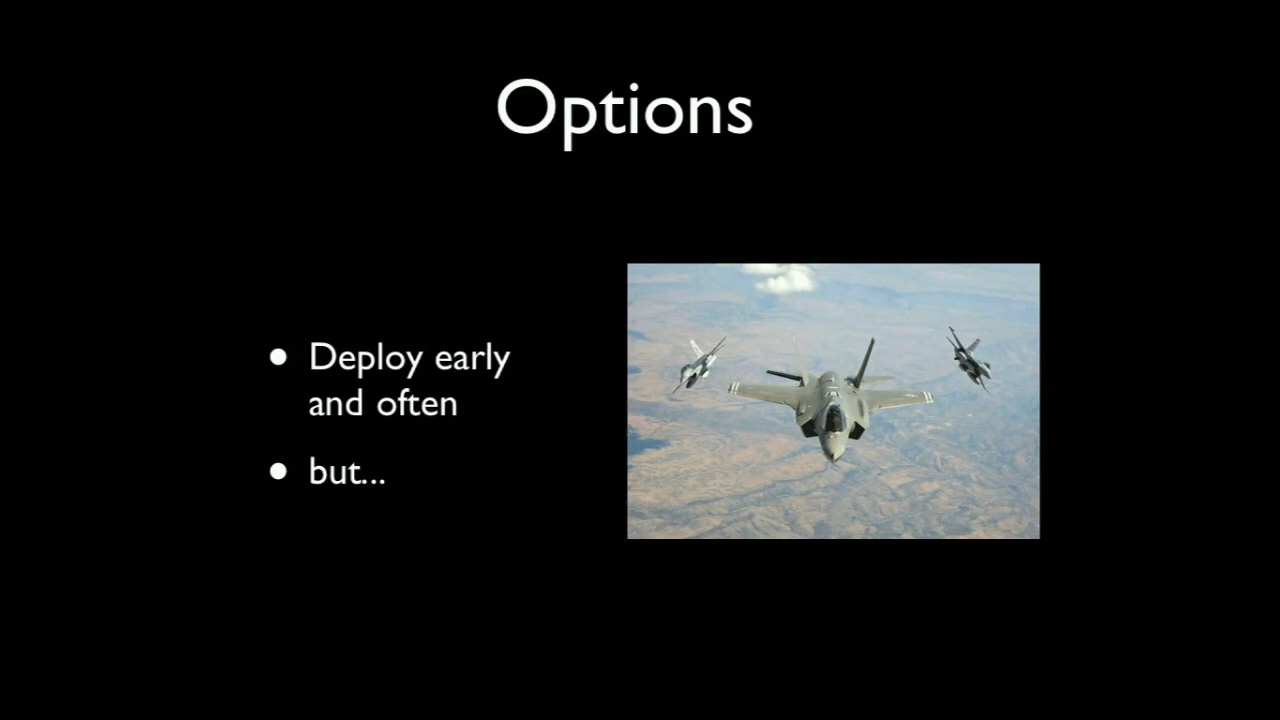 Options
• Deploy early
and often
• but...